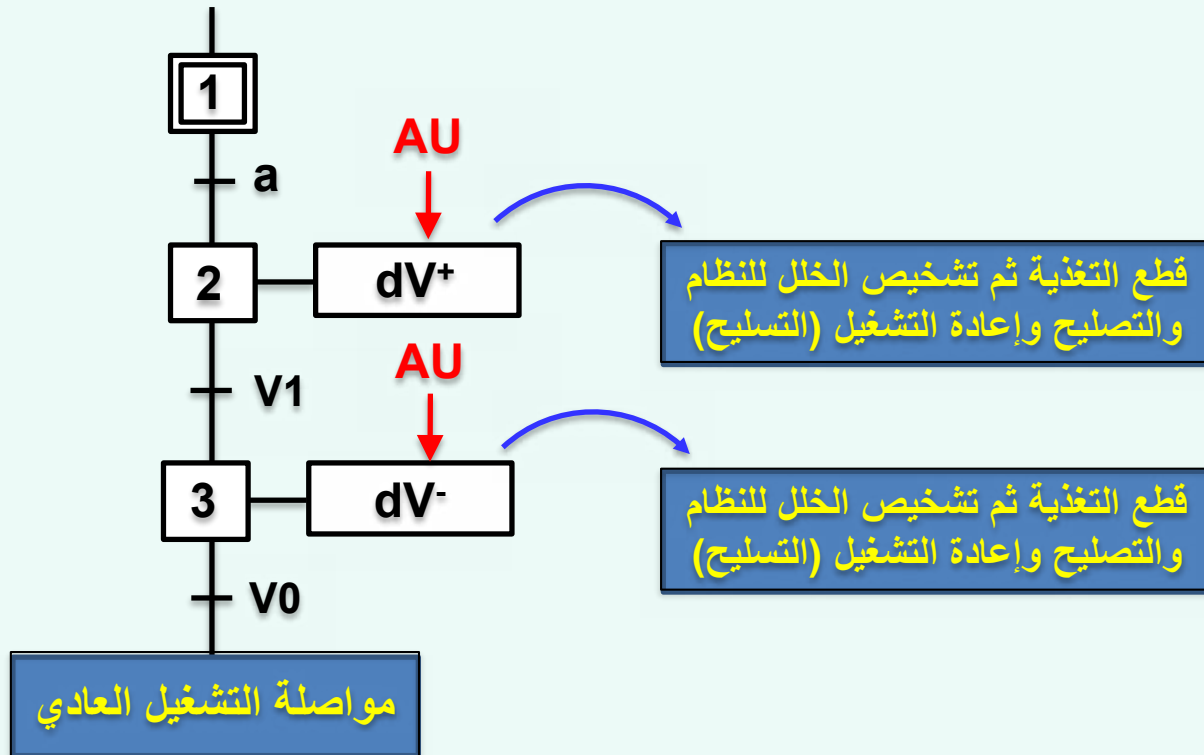 1
a
AU
2
dV⁺
قطع التغذية ثم تشخيص الخلل للنظام
والتصليح وإعادة التشغيل (التسليح)
V1
AU
3
dV⁻
قطع التغذية ثم تشخيص الخلل للنظام
والتصليح وإعادة التشغيل (التسليح)
V0
مواصلة التشغيل العادي